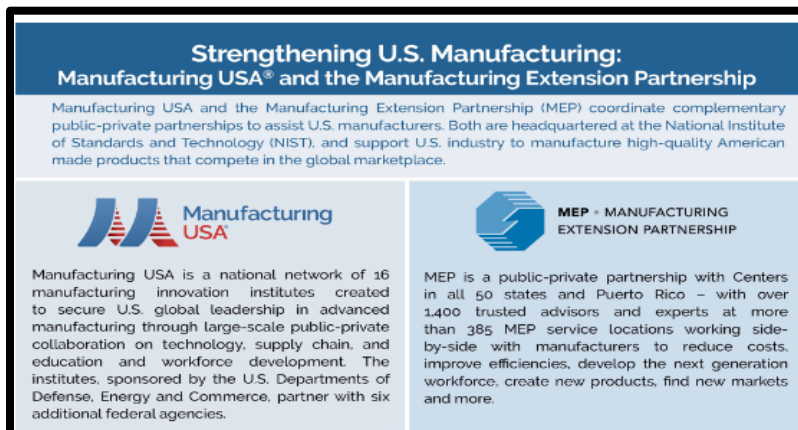 Strengthening U.S. Manufacturing:
Manufacturing USA® and the Manufacturing Extension Partnership
Manufacturing USA and the Manufacturing Extension Partnership (MEP) coordinate complementary
public-private partnerships to assist U.S. manufacturers. Both are headquartered at the National Institute
of Standards and Technology (NIST), and support U.S. industry to manufacture high-quality American
made products that compete in the global marketplace.
Manufacturing
USA®
Manufacturing USA is a national network of 16
manufacturing innovation institutes created
to secure U.S. global leadership in advanced
manufacturing through large-scale public-private
collaboration on technology, supply chain, and
education and workforce development. The
institutes, sponsored by the U.S. Departments of
Defense, Energy and Commerce, partner with six
additional federal agencies.
MEP • MANUFACTURING
EXTENSION PARTNERSHIP
MEP is a public-private partnership with Centers
in all 50 states and Puerto Rico – with over
1,400 trusted advisors and experts at more
than 385 MEP service locations working side-
by-side with manufacturers to reduce costs,
improve efficiencies, develop the next generation
workforce, create new products, find new markets
and more.